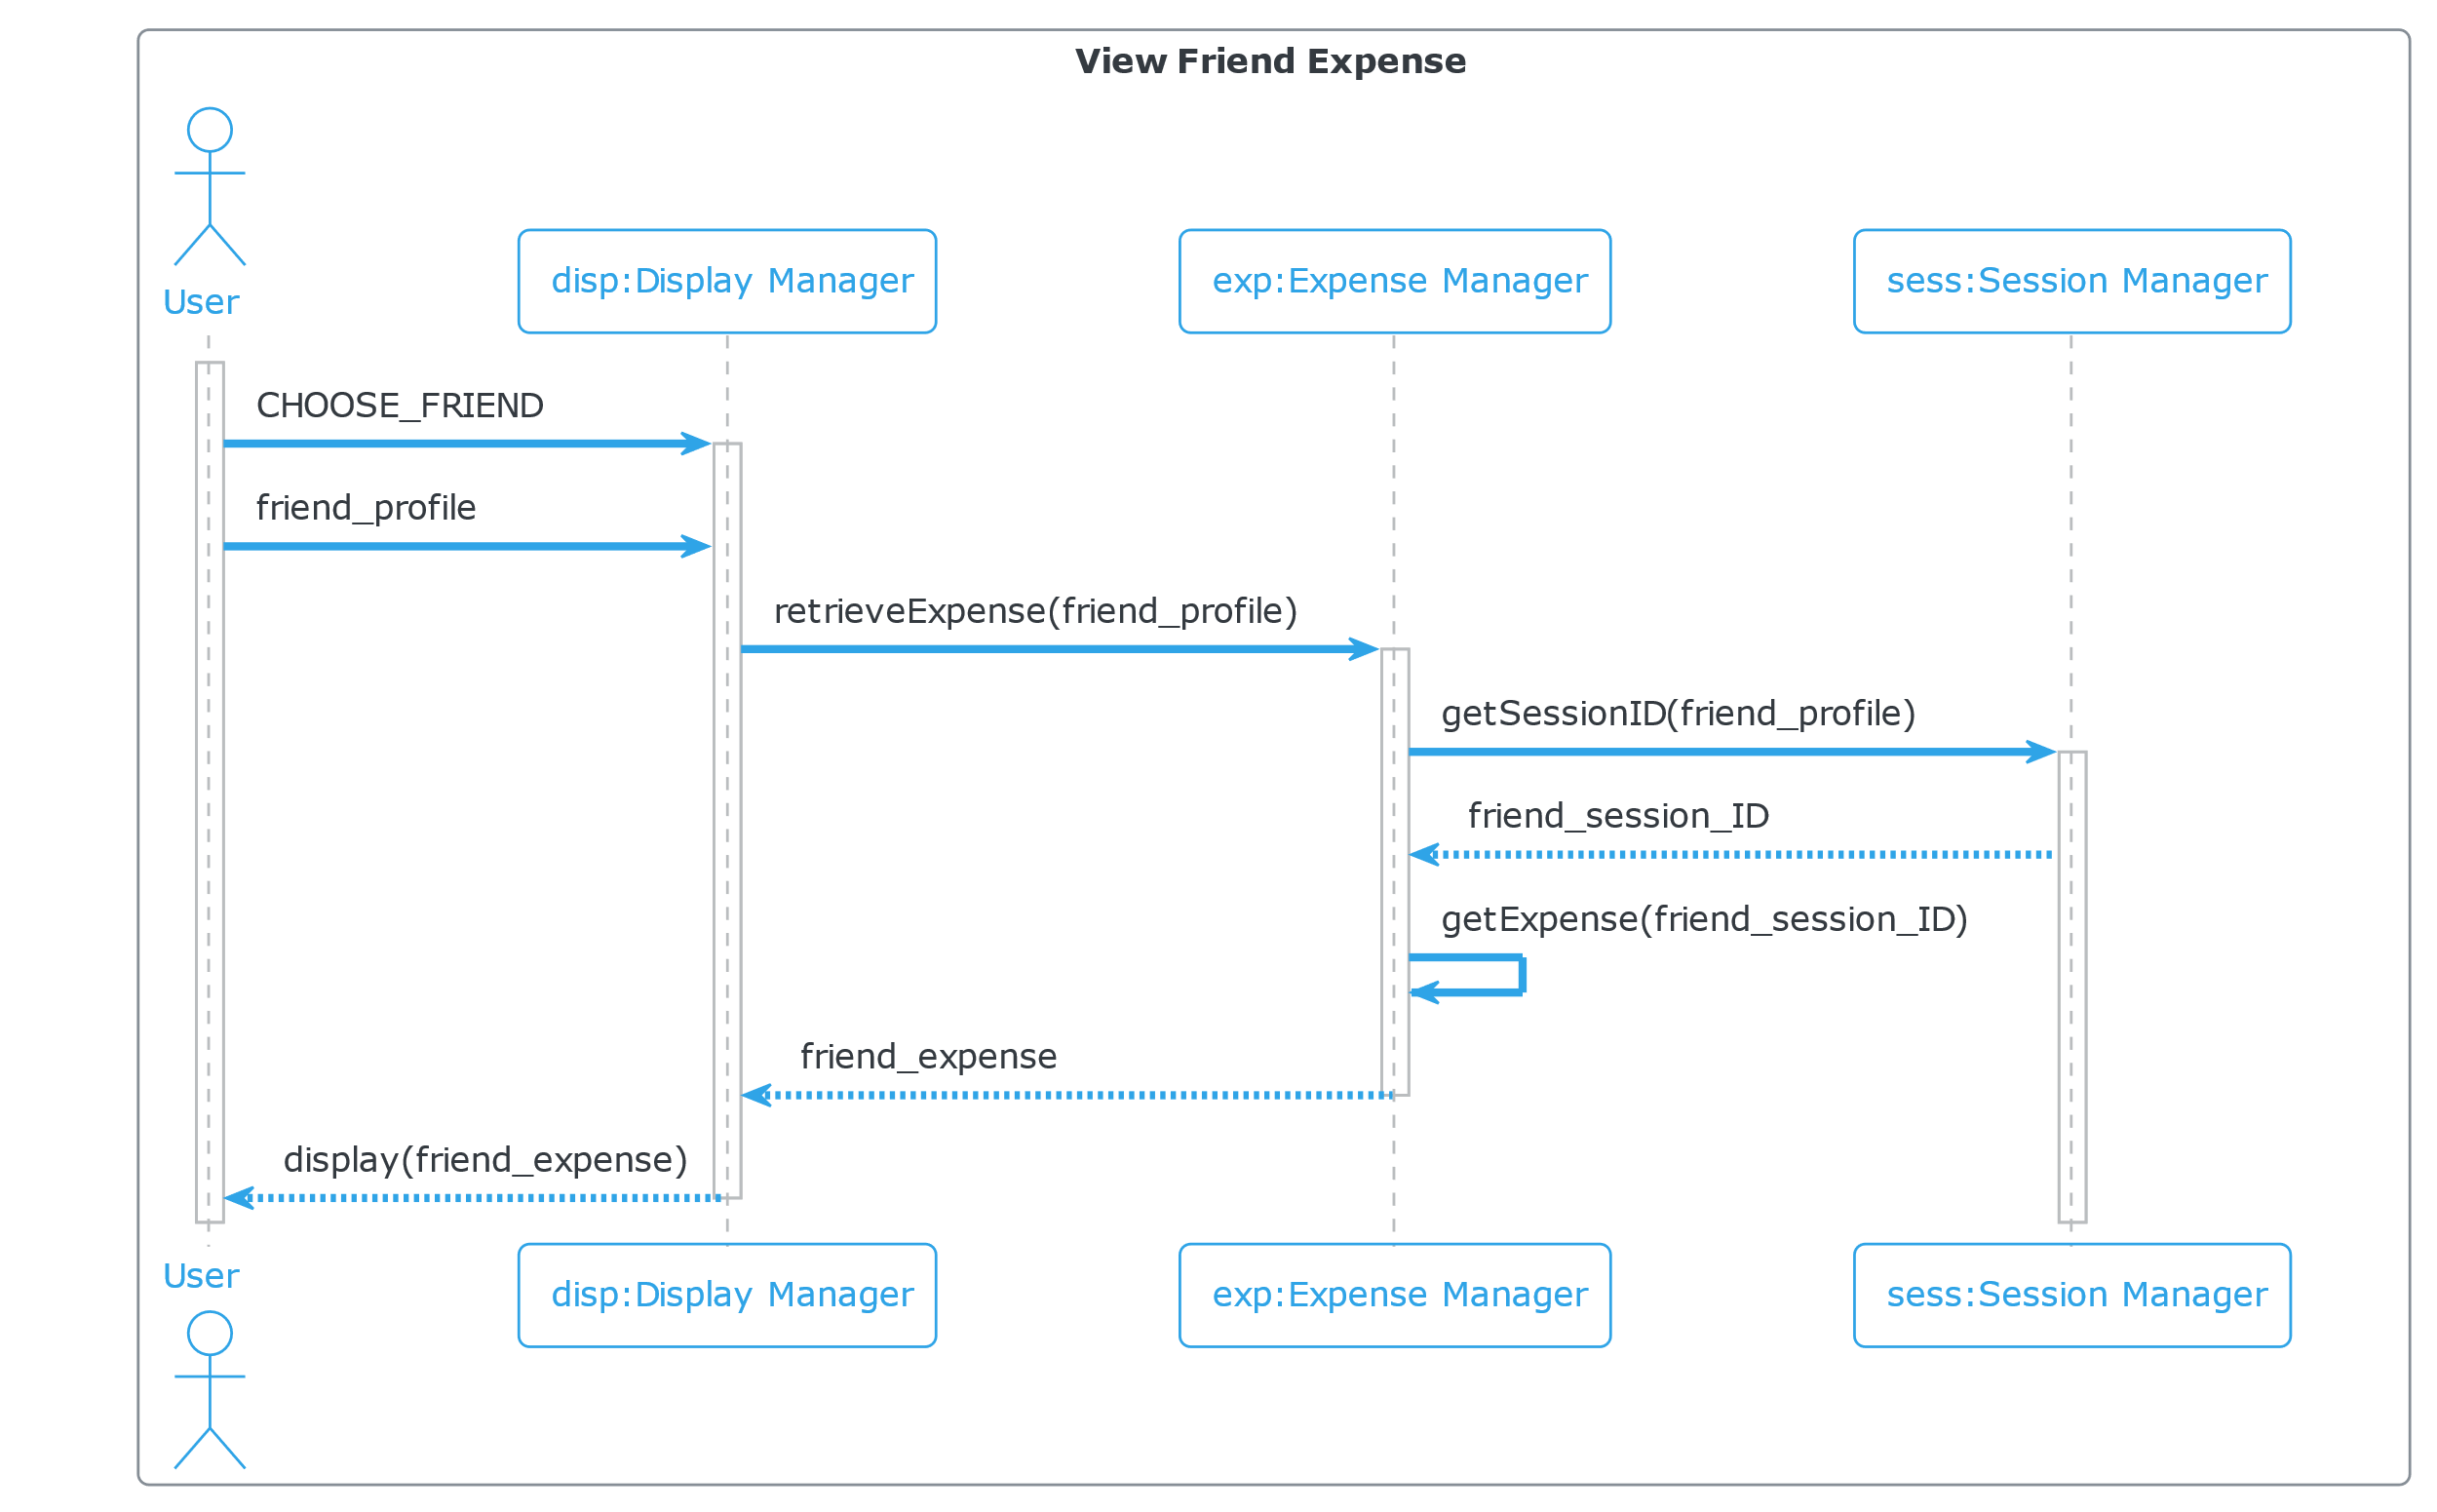 View Friend Expense
User
disp:Display Manager
exp:Expense Manager
sess:Session Manager
CHOOSE_FRIEND
friend_profile
retrieveExpense(friend_profile)
getSessionID(friend_profile)
friend_session_ID
getExpense(friend_session_ID)
friend_expense
display(friend_expense)
User
disp:Display Manager
exp:Expense Manager
sess:Session Manager